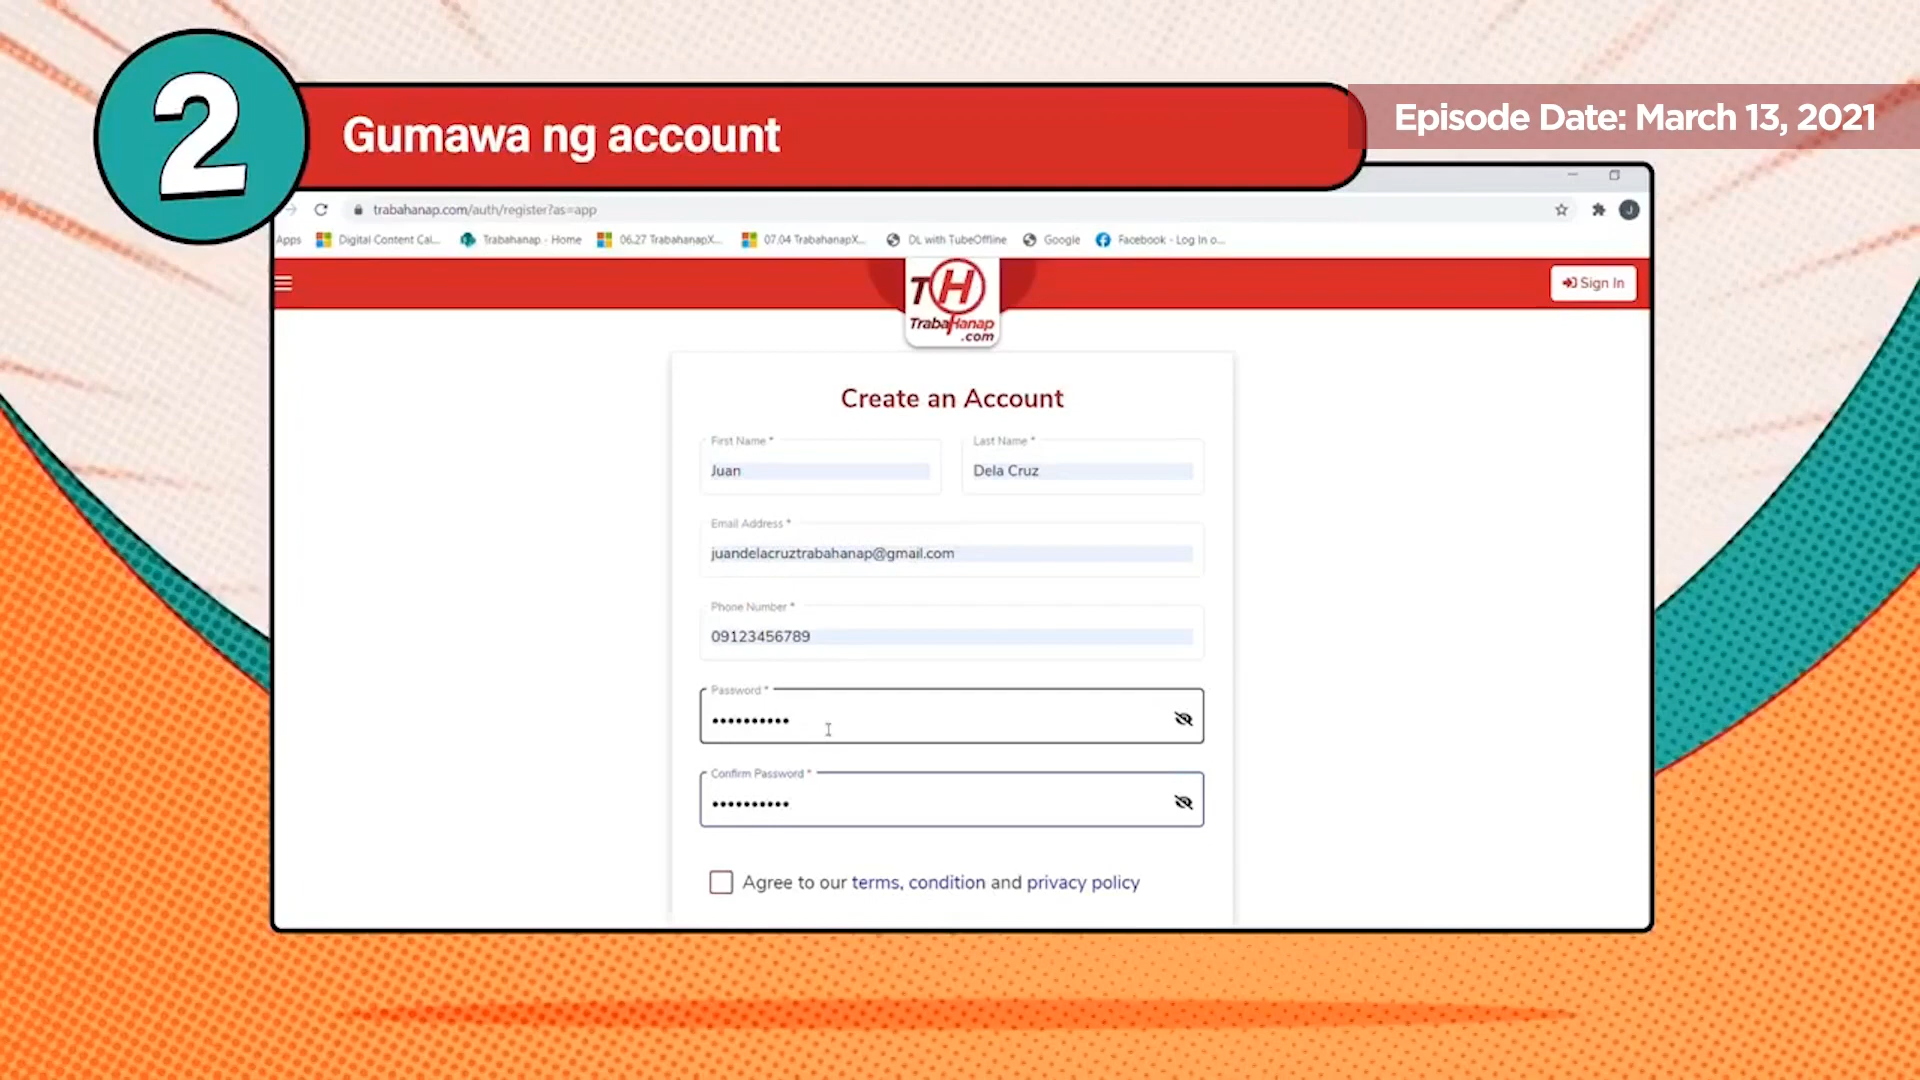 2
Gumawa ng account
Episode Date: March 13, 2021
trabahanap.com/auth/register?as=app
J
Apps Digital Content Cal... Trabahanap - Home 06.27 TrabahanapX... 07.04 TrabahanapX... DL with TubeOffline Google Facebook - Log In o...
TH
TrabaHanap
.com
Sign In
Create an Account
First Name * Last Name *
Juan Dela Cruz
Email Address *
juandelacruztrabahanap@gmail.com
Phone Number *
09123456789
Password *
••••••••••
Confirm Password *
••••••••••
Agree to our terms, condition and privacy policy